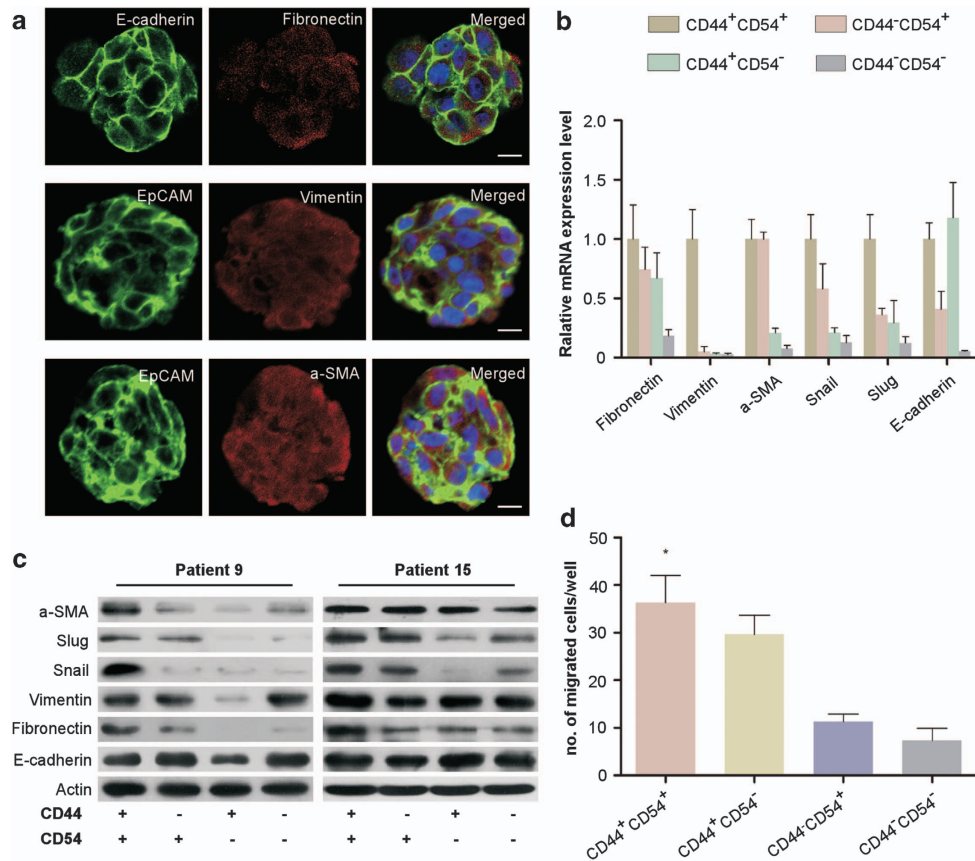 a
E-cadherin
Fibronectin
Merged
EpCAM
Vimentin
Merged
EpCAM
a-SMA
Merged
b
CD44+CD54+
CD44-CD54+
CD44+CD54-
CD44-CD54-
Ralative mRNA expression level
2.0
1.5
1.0
0.5
0
Fibronectin
Vimentin
a-SMA
Snail
Slug
E-cadherin
c
Patient 9
Patient 15
a-SMA
Slug
Snail
Vimentin
Fibronectin
E-cadherin
Actin
CD44 + - + - + - + -
CD54 + + - - + + - -
d
no. of migrated cells/well
50
40
30
20
10
0
*
CD44+CD54+
CD44+CD54-
CD44-CD54+
CD44-CD54-